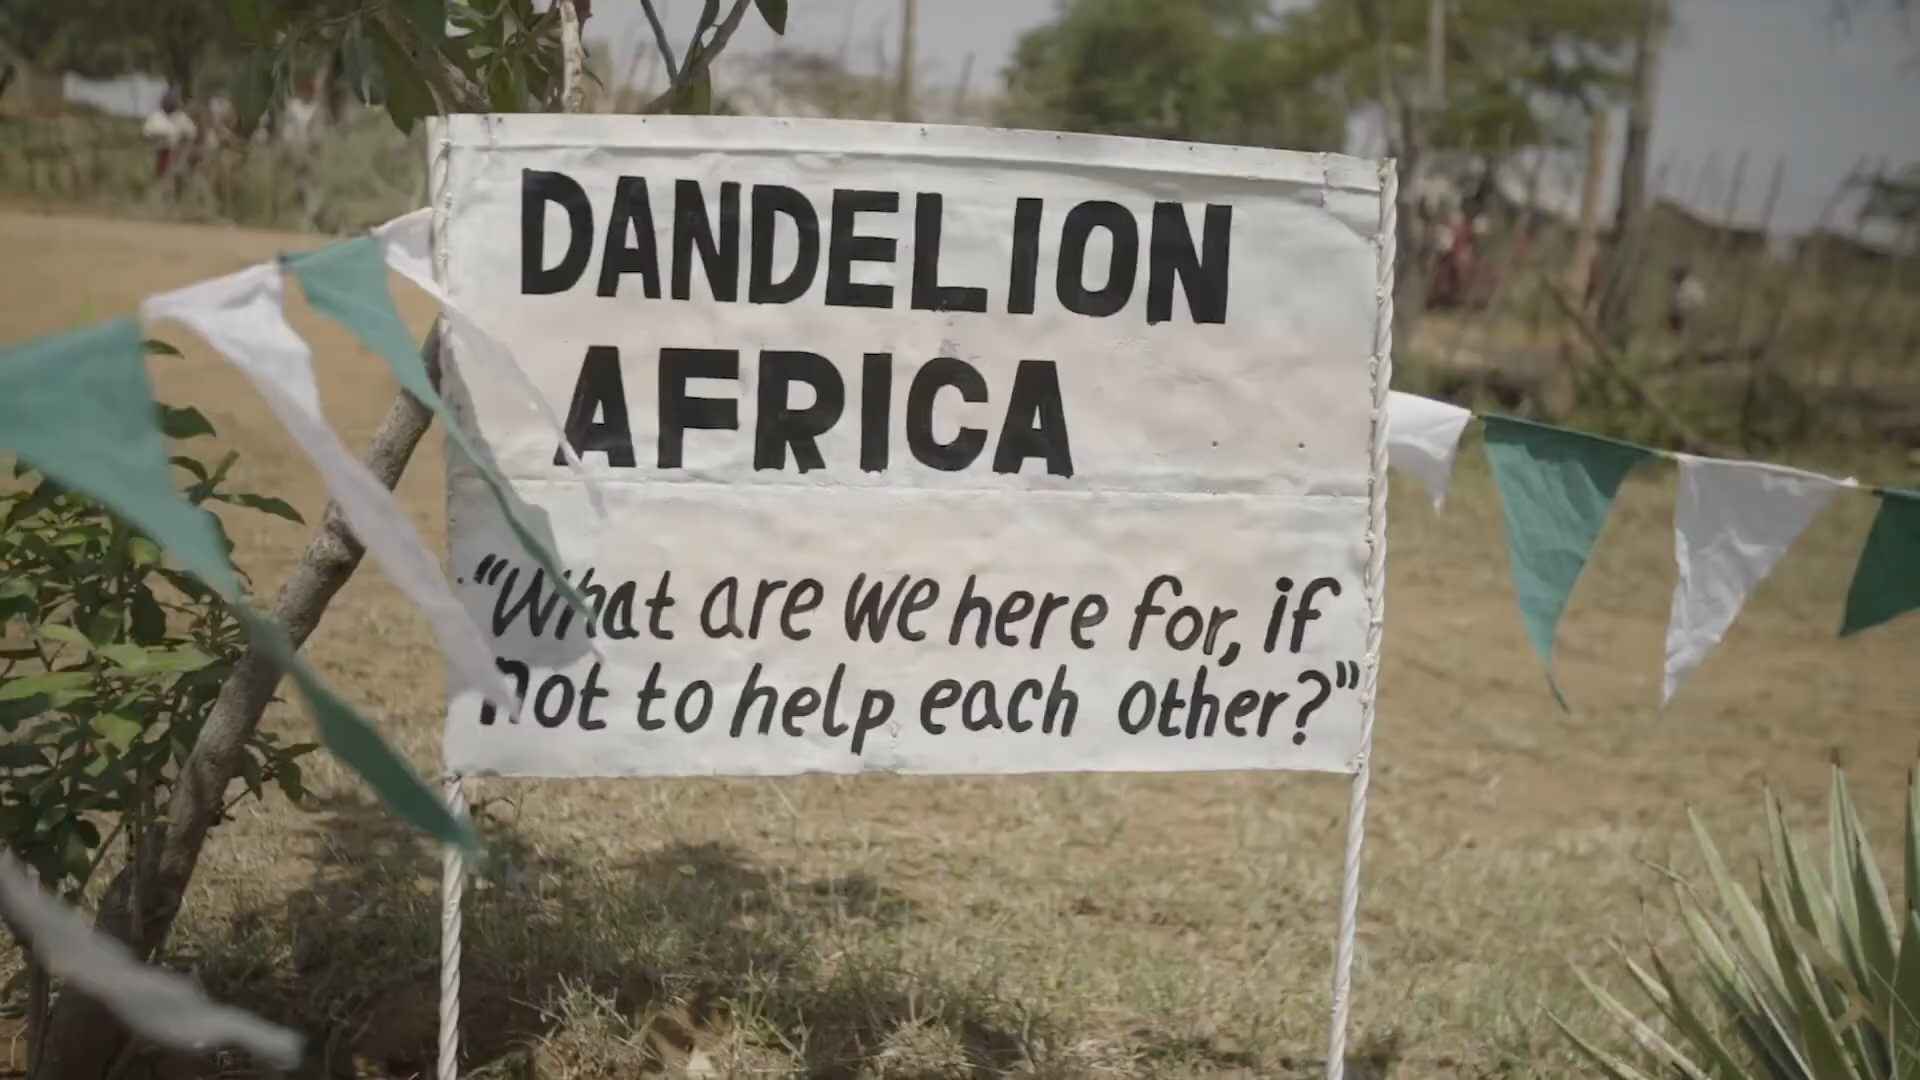 DANDELION
AFRICA
"What are we here for, if
not to help each other?"